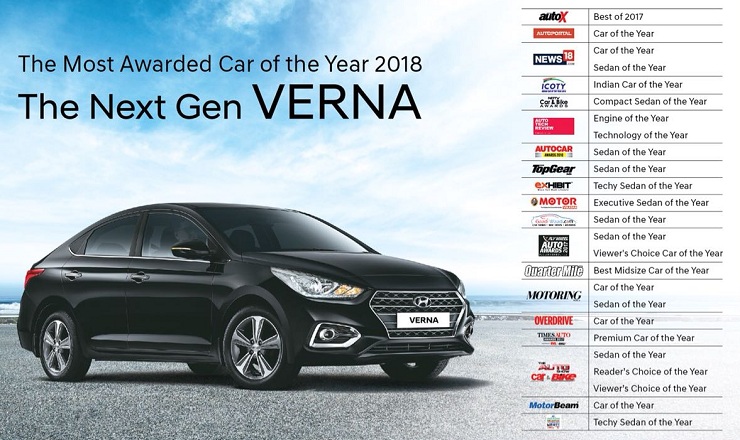 The Most Awarded Car of the Year 2018
The Next Gen VERNA
VERNA
autoX Best of 2017
AUTOPORTAL Car of the Year
NEWS 18 Car of the Year
Sedan of the Year
ICOTY Indian Car of the Year
Car & Bike AWARDS Compact Sedan of the Year
AUTO TECH REVIEW Engine of the Year
Technology of the Year
AUTOCAR Sedan of the Year
TopGear Sedan of the Year
EXHIBIT Techy Sedan of the Year
MOTOR Executive Sedan of the Year
Sedan of the Year
AUTO AWARDS Sedan of the Year
Viewer's Choice Car of the Year
Quarter Mile Best Midsize Car of the Year
MOTORING Car of the Year
Sedan of the Year
OVERDRIVE Car of the Year
TIMES AUTO Premium Car of the Year
THE AUTO SHOW CAR & BIKE Sedan of the Year
Reader's Choice of the Year
Viewer's Choice of the Year
MotorBeam Car of the Year
Techy Sedan of the Year